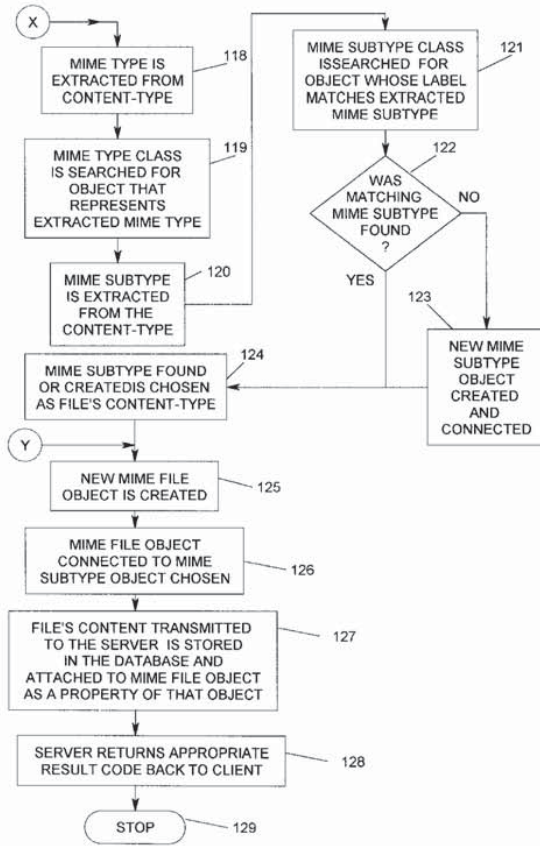 X
MIME TYPE IS
EXTRACTED FROM
CONTENT-TYPE
118
MIME TYPE CLASS
IS SEARCHED FOR
OBJECT THAT
REPRESENTS
EXTRACTED MIME TYPE
119
MIME SUBTYPE
IS EXTRACTED
FROM THE
CONTENT-TYPE
120
MIME SUBTYPE CLASS
ISSEARCHED FOR
OBJECT WHOSE LABEL
MATCHES EXTRACTED
MIME SUBTYPE
121
WAS
MATCHING
MIME SUBTYPE
FOUND
?
122
NO
YES
123
NEW MIME
SUBTYPE
OBJECT
CREATED
AND
CONNECTED
MIME SUBTYPE FOUND
OR CREATEDIS CHOSEN
AS FILE'S CONTENT-TYPE
124
Y
NEW MIME FILE
OBJECT IS CREATED
125
MIME FILE OBJECT
CONNECTED TO MIME
SUBTYPE OBJECT CHOSEN
126
FILE'S CONTENT TRANSMITTED
TO THE SERVER IS STORED
IN THE DATABASE AND
ATTACHED TO MIME FILE OBJECT
AS A PROPERTY OF THAT OBJECT
127
SERVER RETURNS APPROPRIATE
RESULT CODE BACK TO CLIENT
128
STOP
129